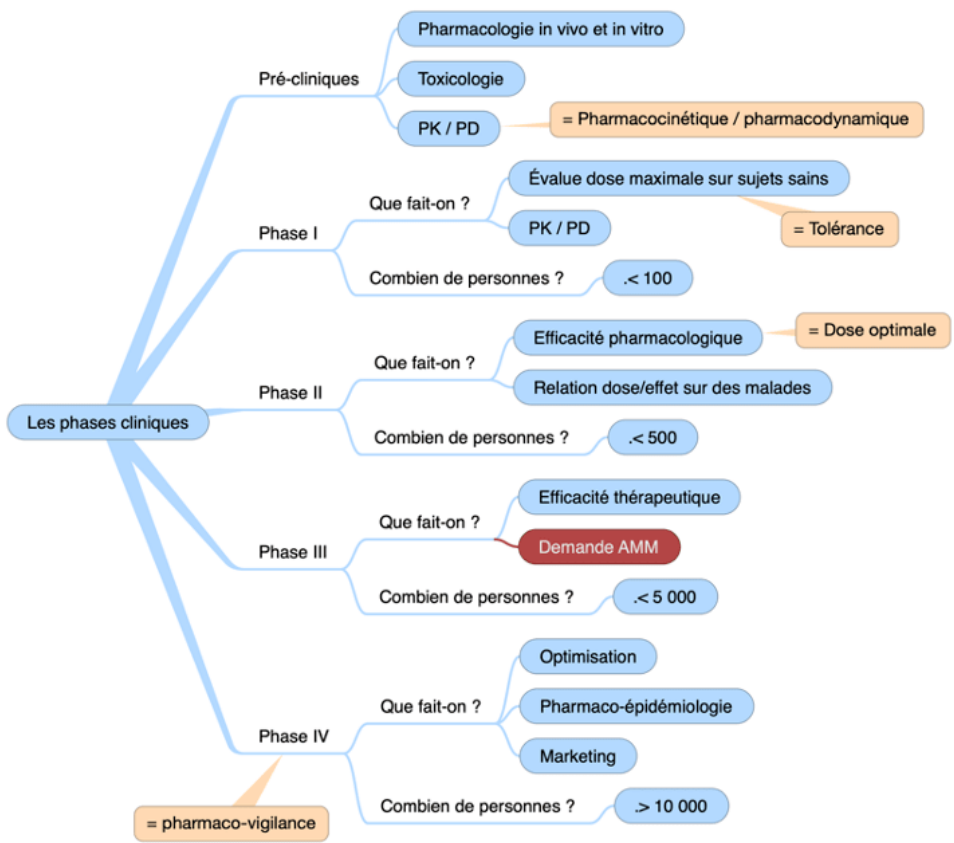 Les phases cliniques
Pré-cliniques
Pharmacologie in vivo et in vitro
Toxicologie
PK / PD
= Pharmacocinétique / pharmacodynamique
Phase I
Que fait-on ?
Évalue dose maximale sur sujets sains
= Tolérance
PK / PD
Combien de personnes ?
.< 100
Phase II
Que fait-on ?
Efficacité pharmacologique
= Dose optimale
Relation dose/effet sur des malades
Combien de personnes ?
.< 500
Phase III
Que fait-on ?
Efficacité thérapeutique
Demande AMM
Combien de personnes ?
.< 5 000
Phase IV
= pharmaco-vigilance
Que fait-on ?
Optimisation
Pharmaco-épidémiologie
Marketing
Combien de personnes ?
.> 10 000